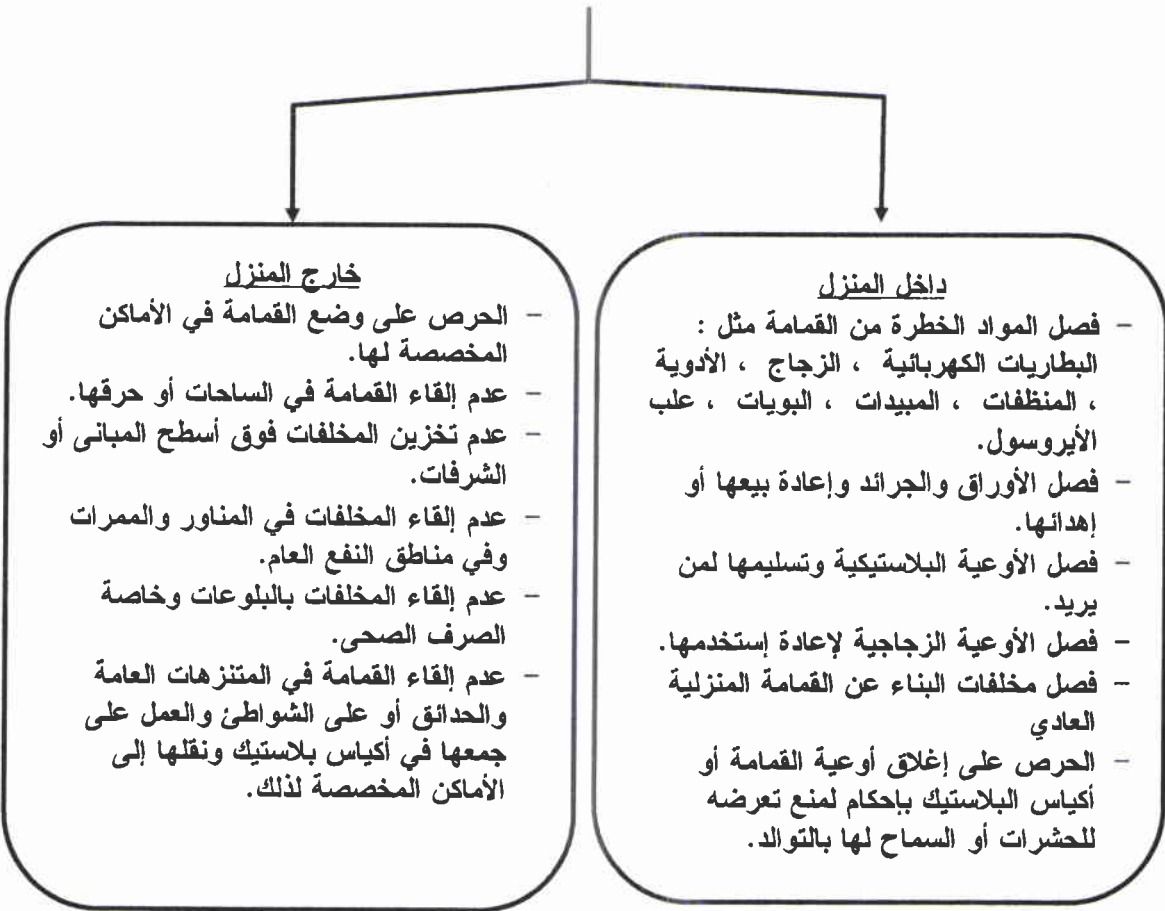 داخل المنزل
- فصل المواد الخطرة من القمامة مثل :
البطاريات الكهربائية ، الزجاج ، الأدوية
، المنظفات ، المبيدات ، البويات ، علب
الأيروسول.
- فصل الأوراق والجرائد وإعادة بيعها أو
إهدائها.
- فصل الأوعية البلاستيكية وتسليمها لمن
يريد.
- فصل الأوعية الزجاجية لإعادة إستخدمها.
- فصل مخلفات البناء عن القمامة المنزلية
العادي
- الحرص على إغلاق أوعية القمامة أو
أكياس البلاستيك بإحكام لمنع تعرضه
للحشرات أو السماح لها بالتوالد.
خارج المنزل
- الحرص على وضع القمامة في الأماكن
المخصصة لها.
- عدم إلقاء القمامة في الساحات أو حرقها.
- عدم تخزين المخلفات فوق أسطح المبانى أو
الشرفات.
- عدم إلقاء المخلفات في المناور والممرات
وفي مناطق النفع العام.
- عدم إلقاء المخلفات بالبلوعات وخاصة
الصرف الصحى.
- عدم إلقاء القمامة في المتنزهات العامة
والحدائق أو على الشواطئ والعمل على
جمعها في أكياس بلاستيك ونقلها إلى
الأماكن المخصصة لذلك.